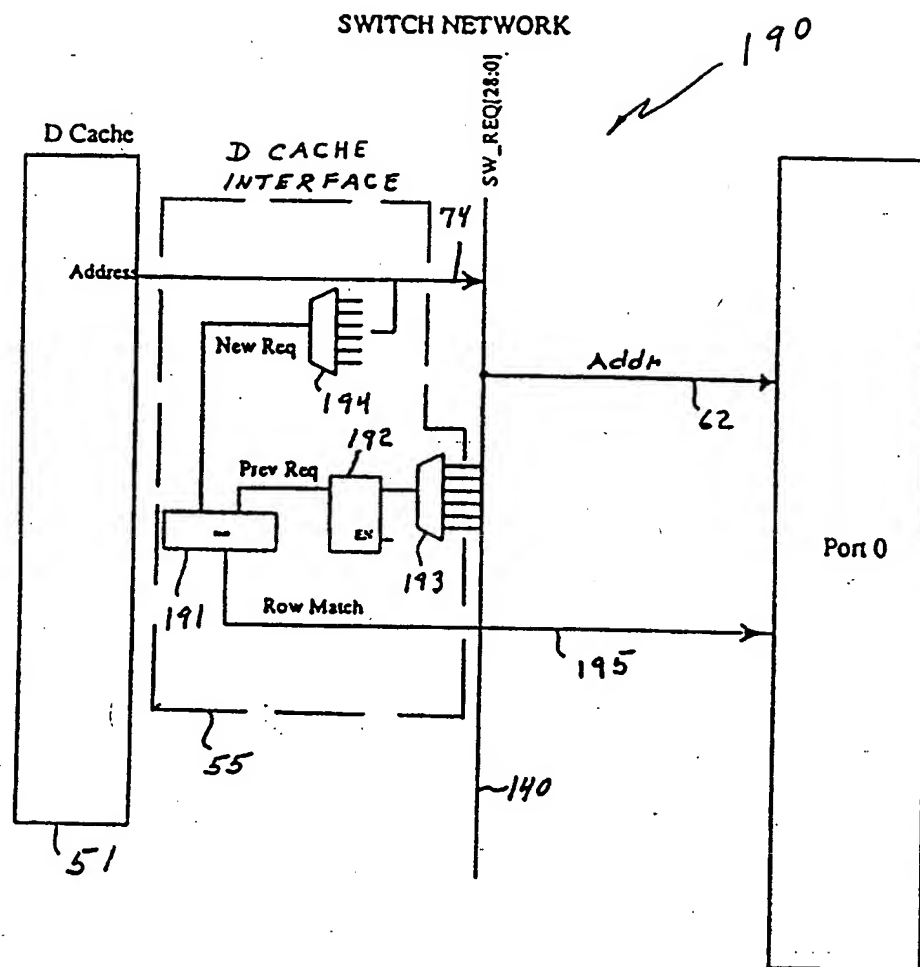 SWITCH NETWORK
190
SW_REQ[28:0]
D Cache
D CACHE
INTERFACE
74
Address
New Req
194
Addr
62
192
Prev Req
EN
193
Port 0
191
Row Match
195
55
140
51